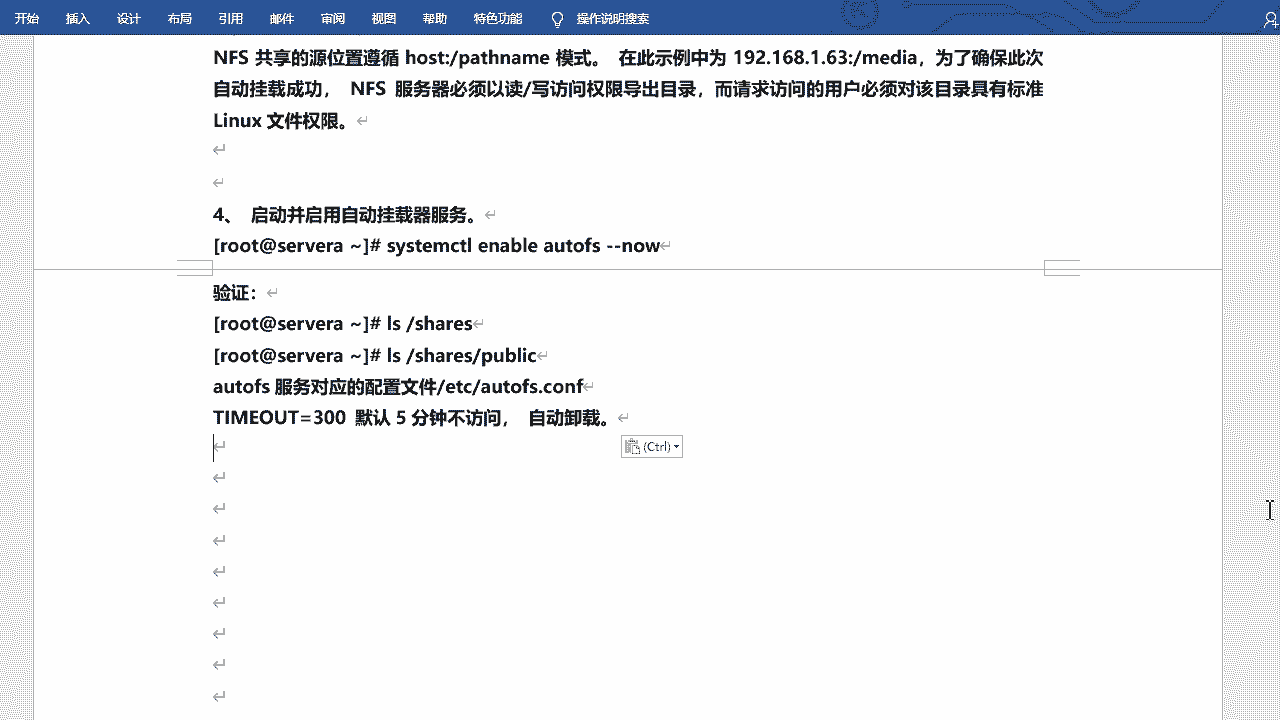 开始 插入 设计 布局 引用 邮件 审阅 视图 帮助 特色功能 操作说明搜索
NFS 共享的源位置遵循 host:/pathname 模式。 在此示例中为 192.168.1.63:/media，为了确保此次
自动挂载成功， NFS 服务器必须以读/写访问权限导出目录，而请求访问的用户必须对该目录具有标准
Linux 文件权限。
4、 启动并启用自动挂载器服务。
[root@servera ~]# systemctl enable autofs --now
验证：
[root@servera ~]# ls /shares
[root@servera ~]# ls /shares/public
autofs 服务对应的配置文件/etc/autofs.conf
TIMEOUT=300 默认 5 分钟不访问， 自动卸载。
(Ctrl)